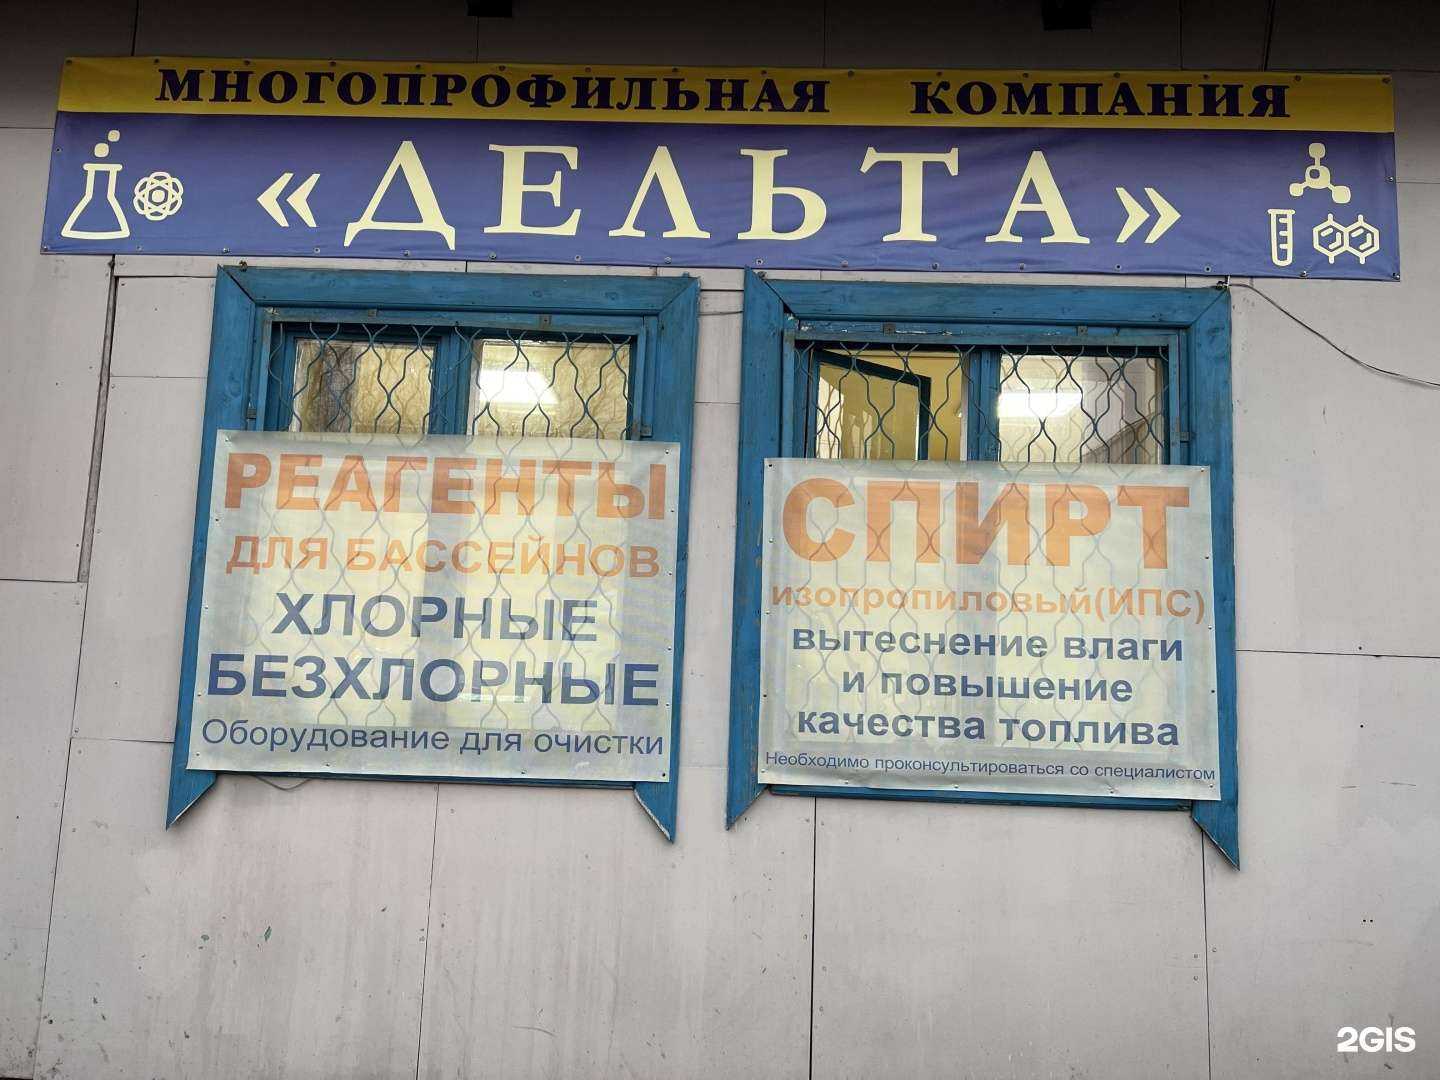 МНОГОПРОФИЛЬНАЯ КОМПАНИЯ
«ДЕЛЬТА»
РЕАГЕНТЫ
ДЛЯ БАССЕЙНОВ
ХЛОРНЫЕ
БЕЗХЛОРНЫЕ
Оборудование для очистки
СПИРТ
изопропиловый(ИПС)
вытеснение влаги
и повышение
качества топлива
Необходимо проконсультироваться со специалистом
2GIS